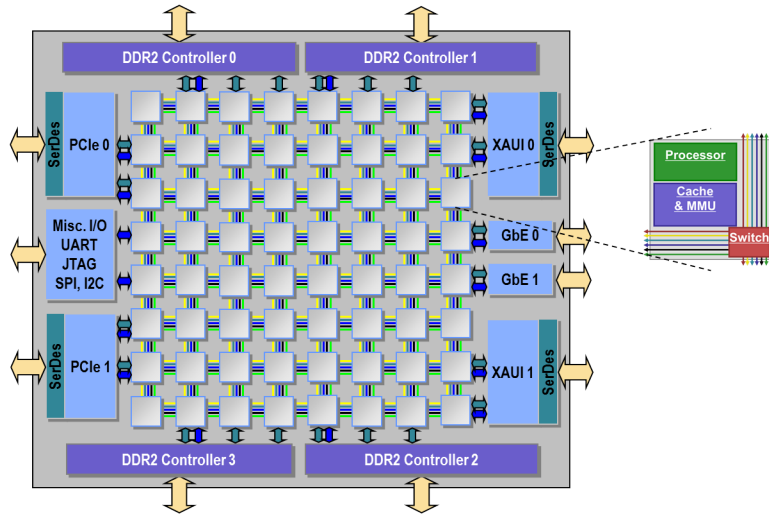 DDR2 Controller 0
DDR2 Controller 1
SerDes
PCIe 0
XAUI 0
SerDes
Processor
Cache
& MMU
Switch
Misc. I/O
UART
JTAG
SPI, I2C
GbE 0
GbE 1
SerDes
PCIe 1
XAUI 1
SerDes
DDR2 Controller 3
DDR2 Controller 2